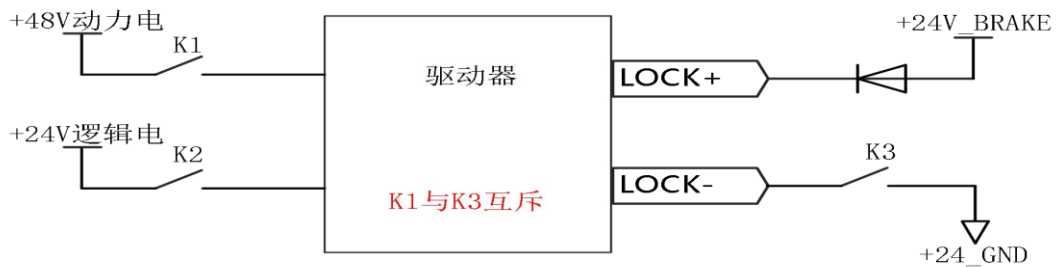 +48V动力电
K1
+24V逻辑电
K2
驱动器
K1与K3互斥
LOCK+
LOCK-
+24V_BRAKE
K3
+24_GND